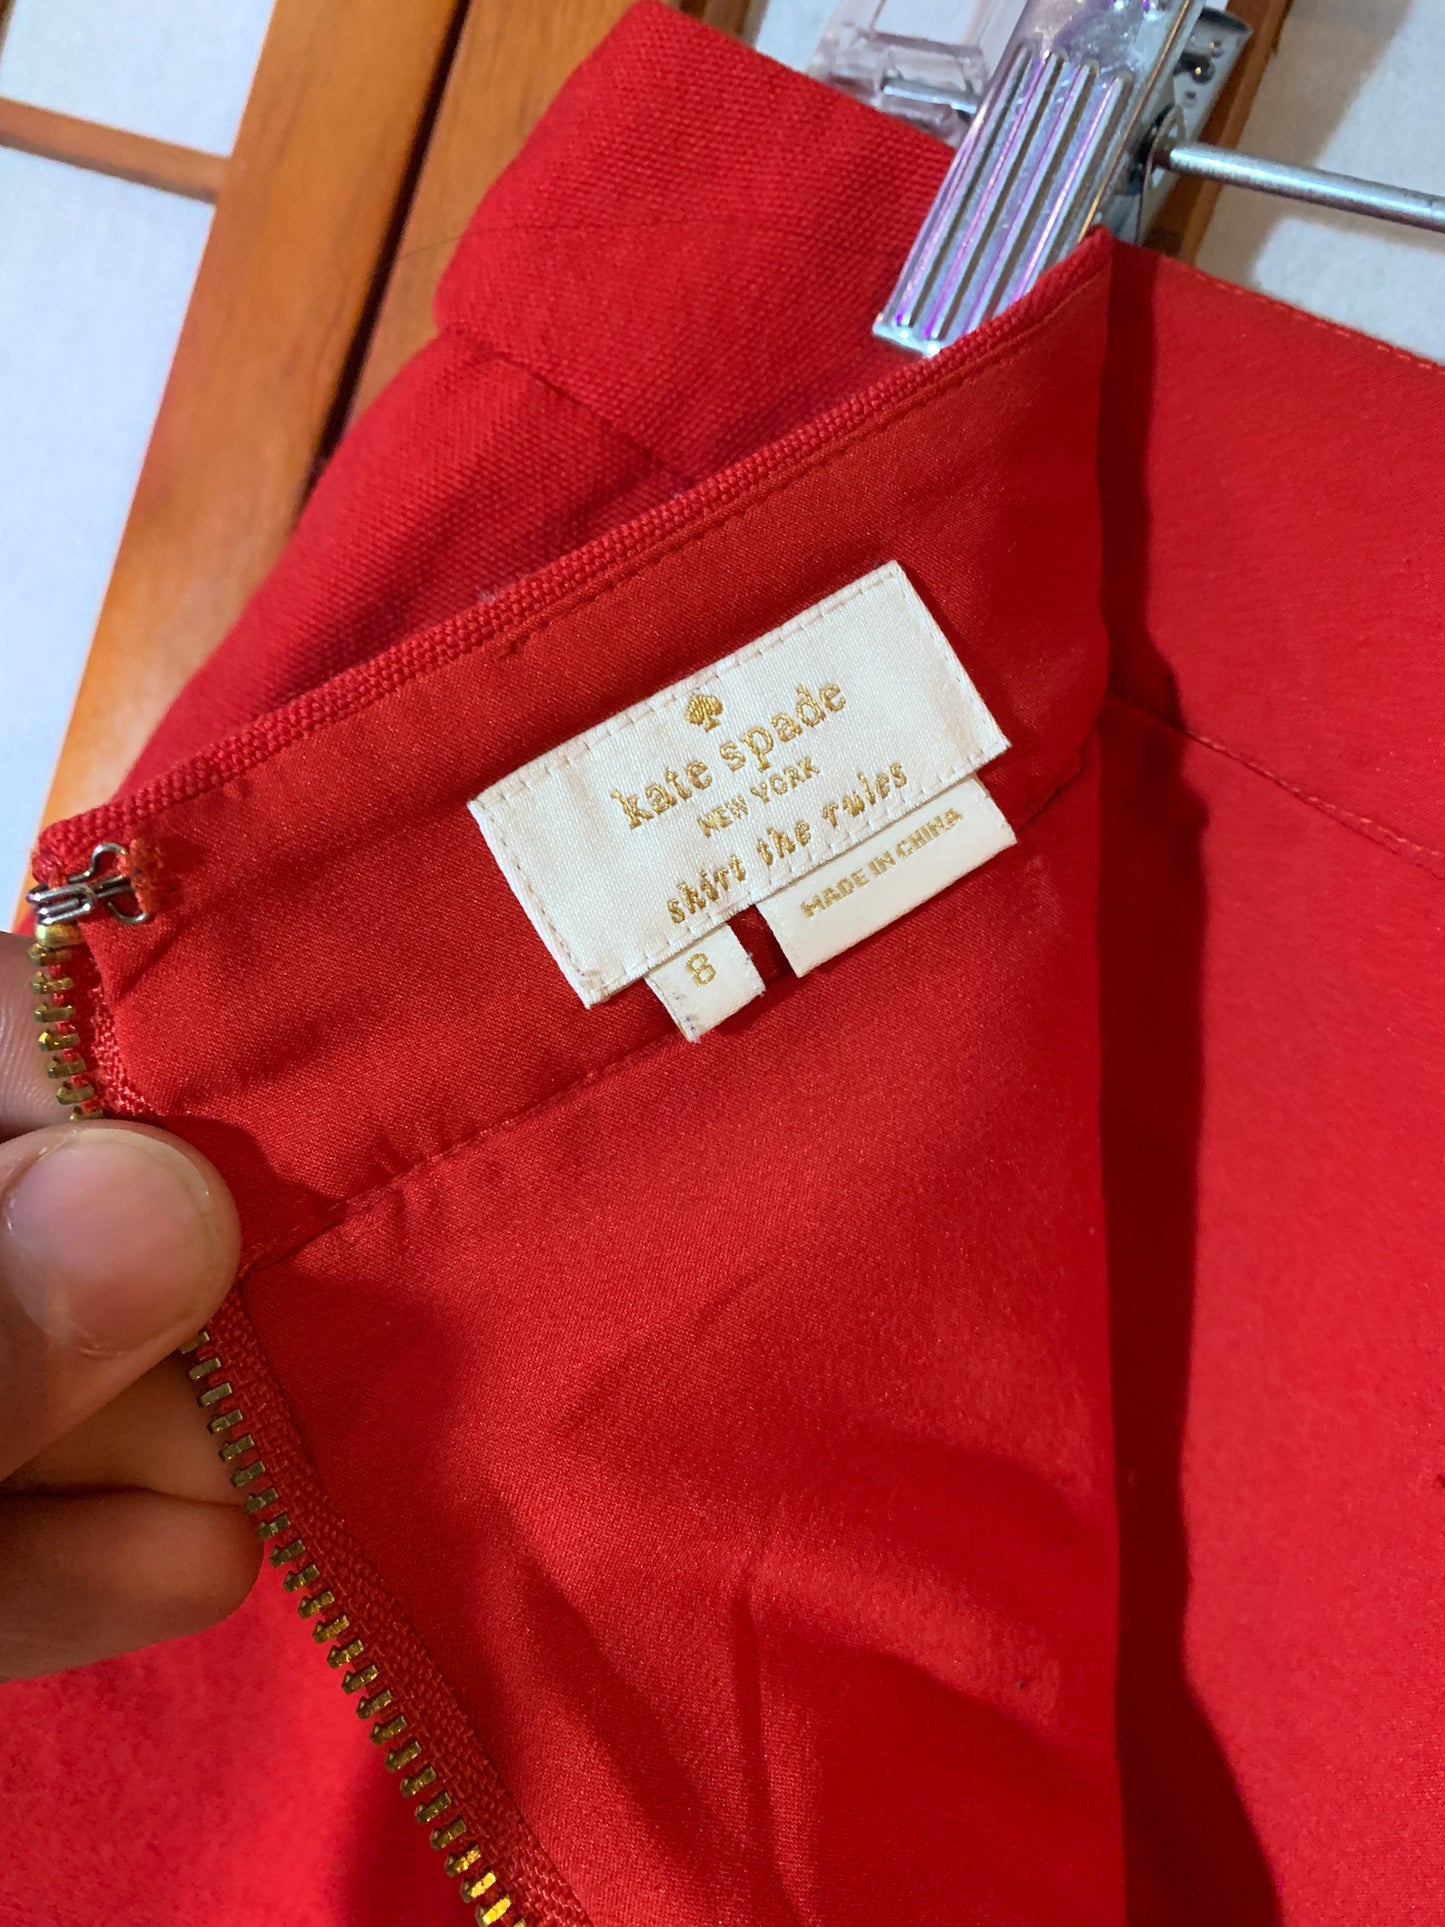 kate spade
NEW YORK
skirt the rules
8
MADE IN CHINA